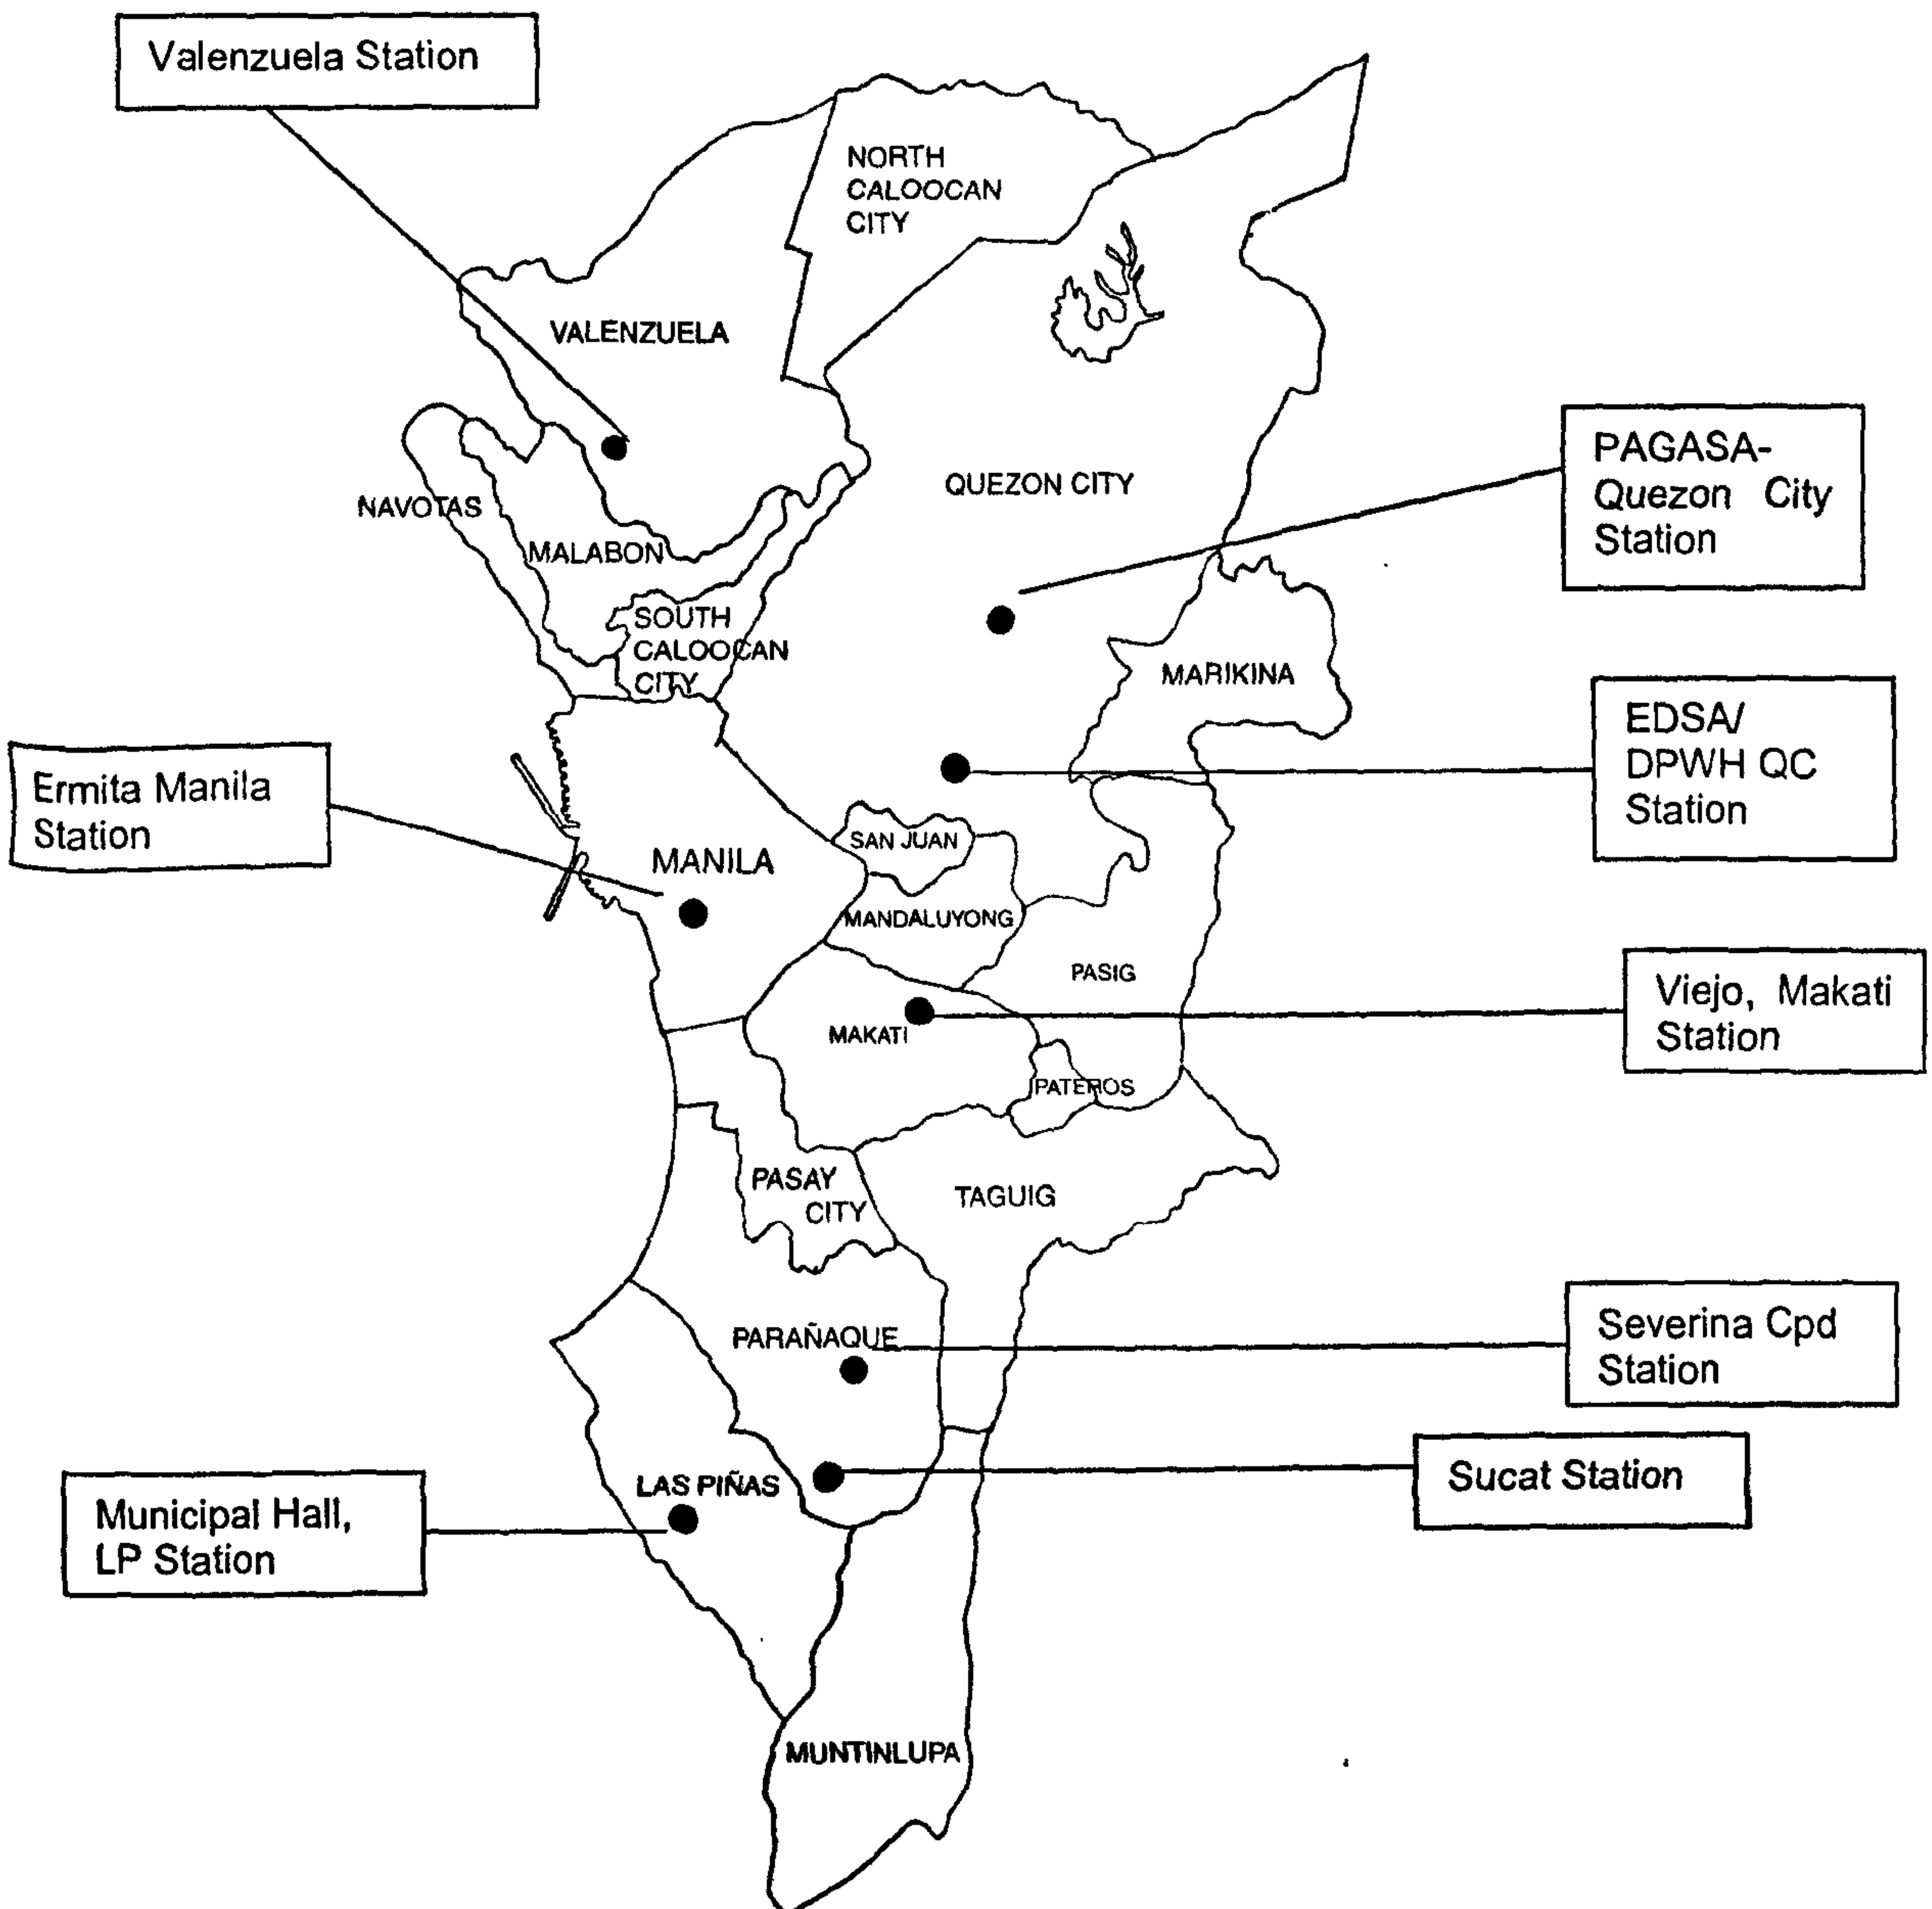 Valenzuela Station
NORTH
CALOOCAN
CITY
VALENZUELA
PAGASA-
Quezon City
Station
QUEZON CITY
NAVOTAS
MALABON
SOUTH
CALOOCAN
CITY
MARIKINA
EDSA/
DPWH QC
Station
Ermita Manila
Station
SAN JUAN
MANILA
MANDALUYONG
PASIG
Viejo, Makati
Station
MAKATI
PATEROS
PASAY
CITY
TAGUIG
Severina Cpd
Station
PARAÑAQUE
Sucat Station
LAS PIÑAS
Municipal Hall,
LP Station
MUNTINLUPA